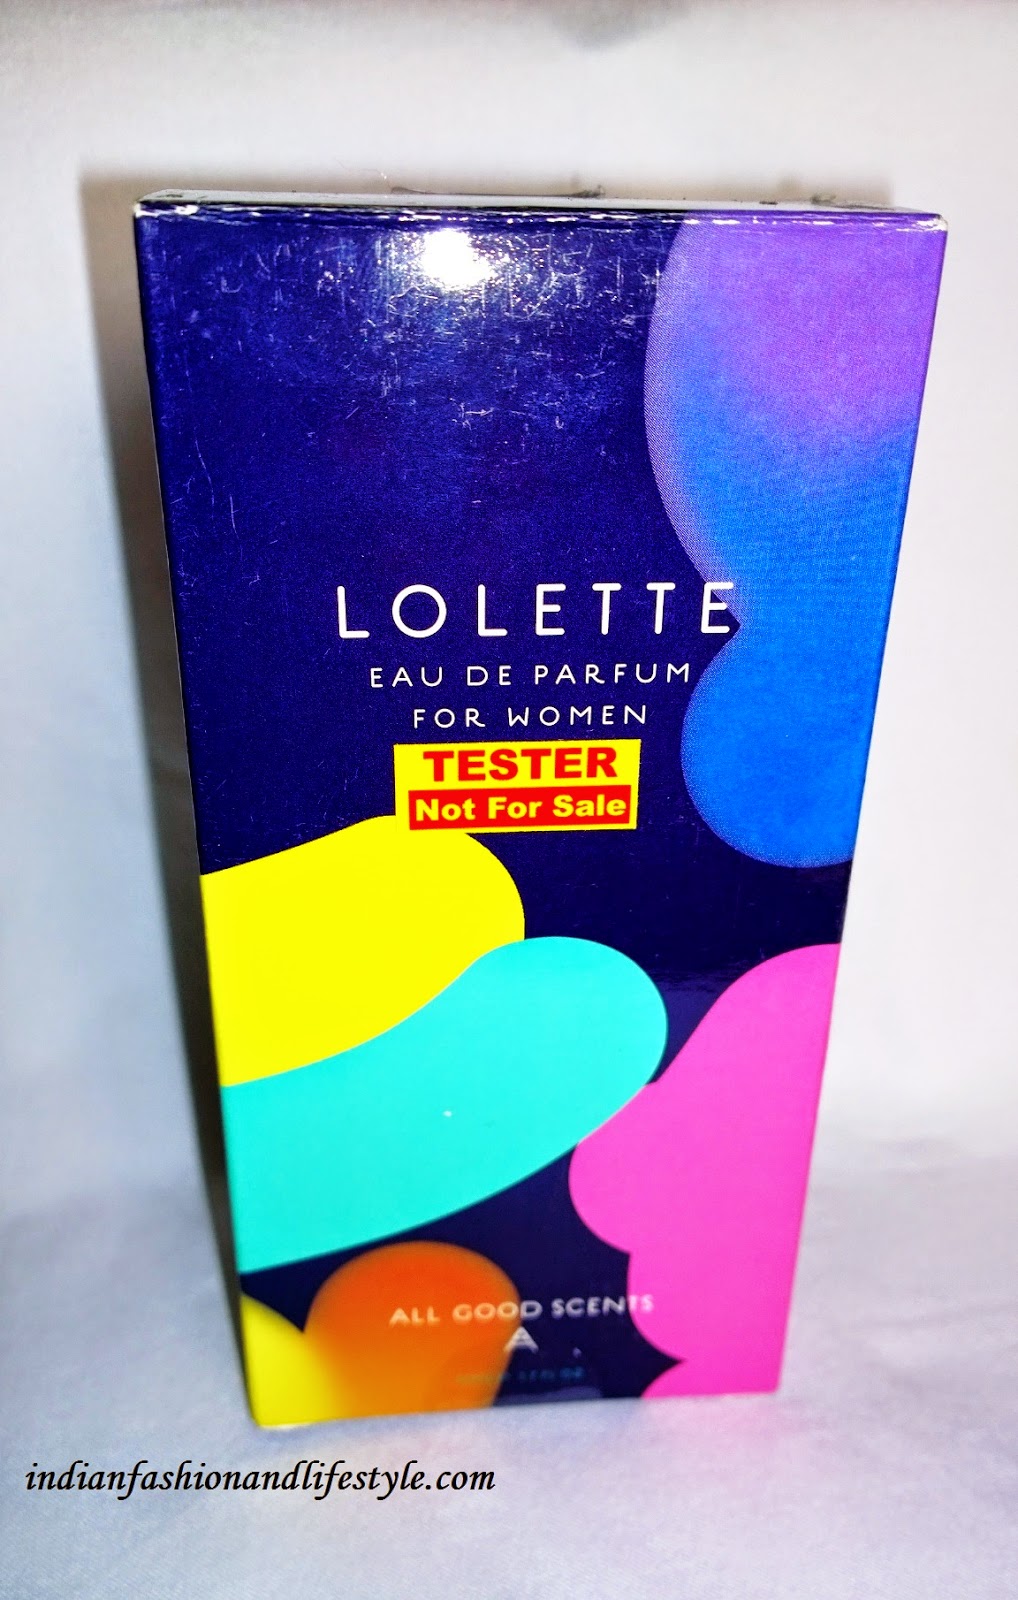 LOLETTE
EAU DE PARFUM
FOR WOMEN
TESTER
Not For Sale
ALL GOOD SCENTS
indianfashionandlifestyle.com